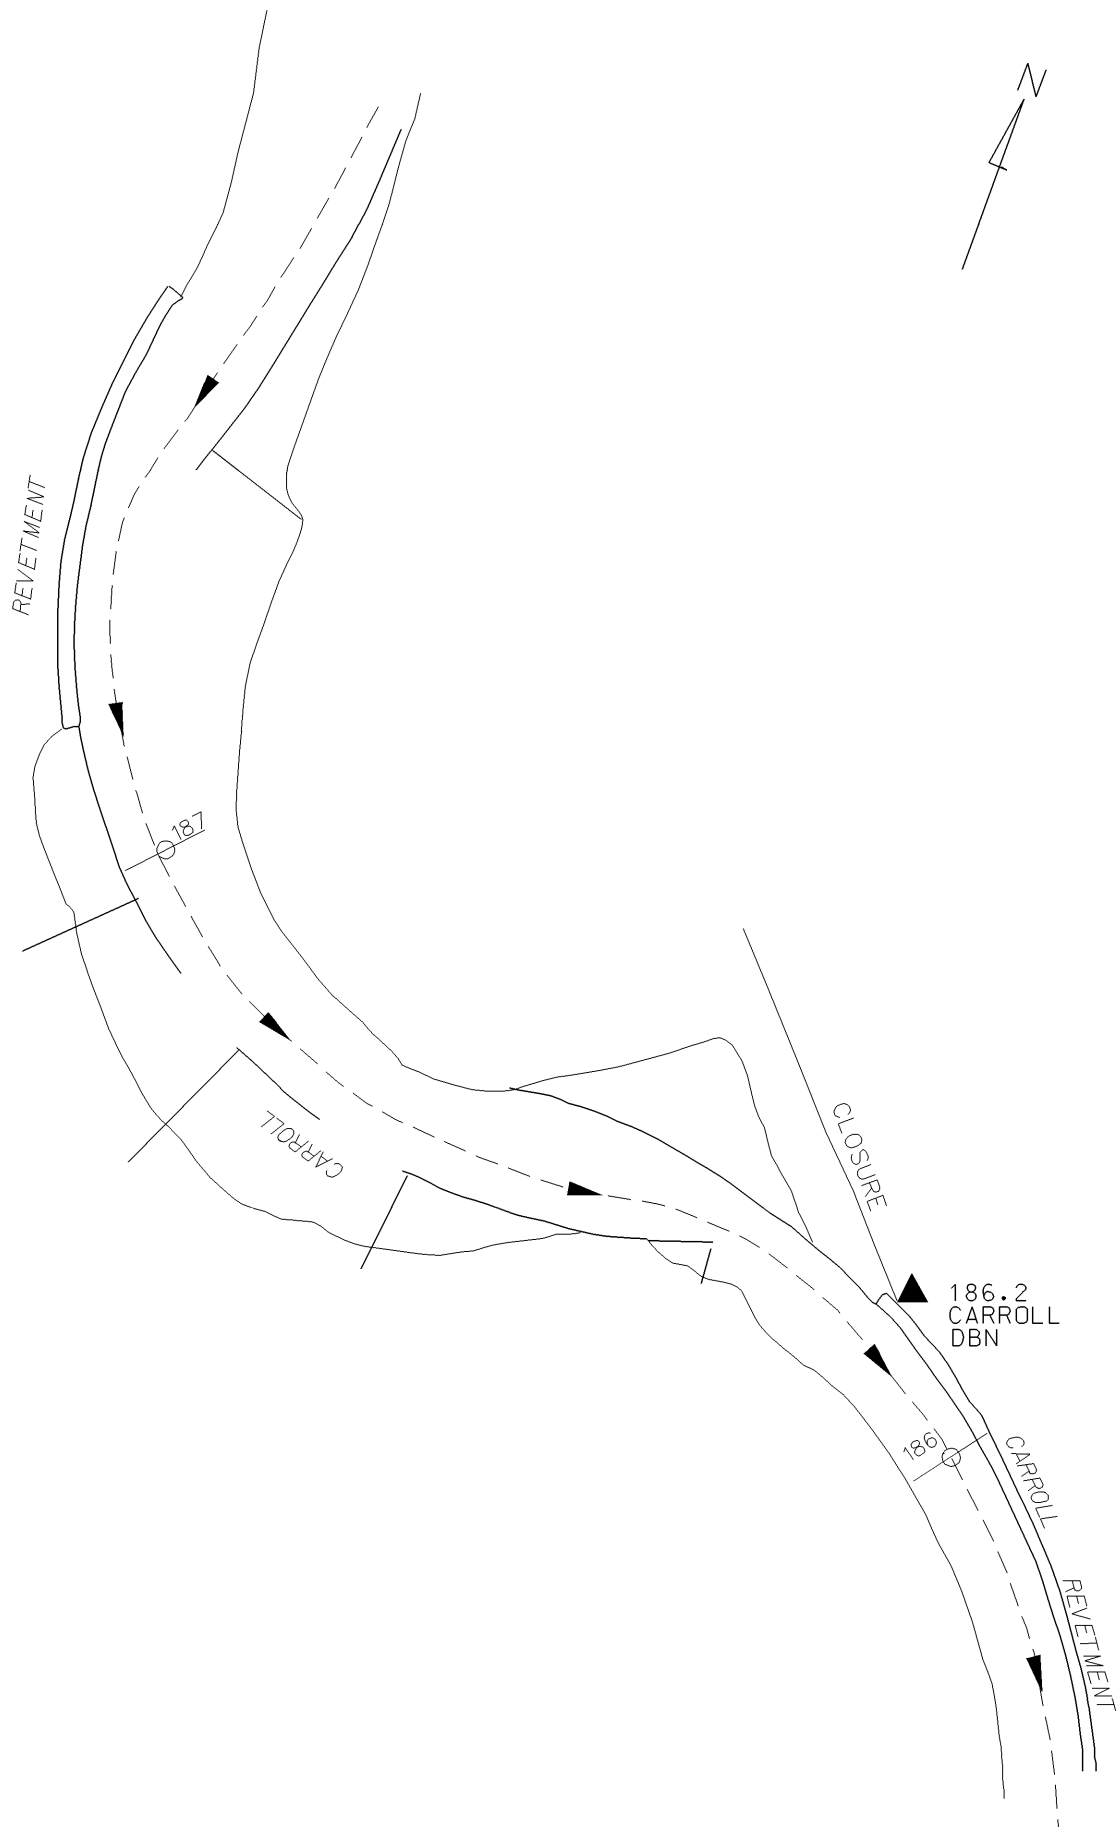 N
REVETMENT
187
CARROLL
CLOSURE
186.2
CARROLL
DBN
186
CARROLL
REVETMENT